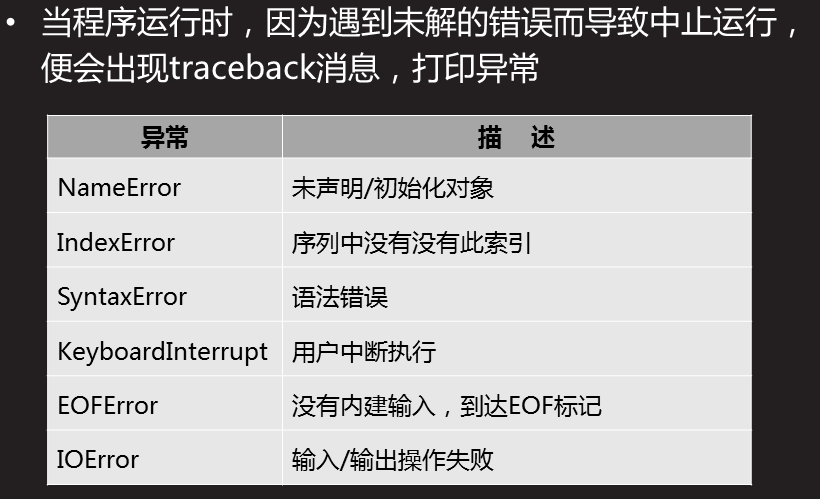 • 当程序运行时，因为遇到未解的错误而导致中止运行，
便会出现traceback消息，打印异常
异常 描 述
NameError 未声明/初始化对象
IndexError 序列中没有没有此索引
SyntaxError 语法错误
KeyboardInterrupt 用户中断执行
EOFError 没有内建输入，到达EOF标记
IOError 输入/输出操作失败